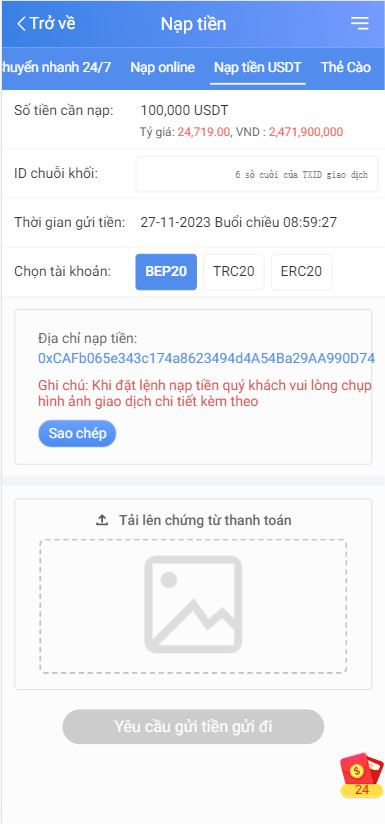 Trở về
Nạp tiền
huyển nhanh 24/7 Nạp online Nạp tiền USDT Thẻ Cào
Số tiền cần nạp: 100,000 USDT
Tỷ giá: 24,719.00, VND : 2,471,900,000
ID chuỗi khối: 6 số cuối của TXID giao dịch
Thời gian gửi tiền: 27-11-2023 Buổi chiều 08:59:27
Chọn tài khoản: BEP20 TRC20 ERC20
Địa chỉ nạp tiền:
0xCAFb065e343c174a8623494d4A54Ba29AA990D74
Ghi chú: Khi đặt lệnh nạp tiền quý khách vui lòng chụp
hình ảnh giao dịch chi tiết kèm theo
Sao chép
Tải lên chứng từ thanh toán
Yêu cầu gửi tiền gửi đi
$
24